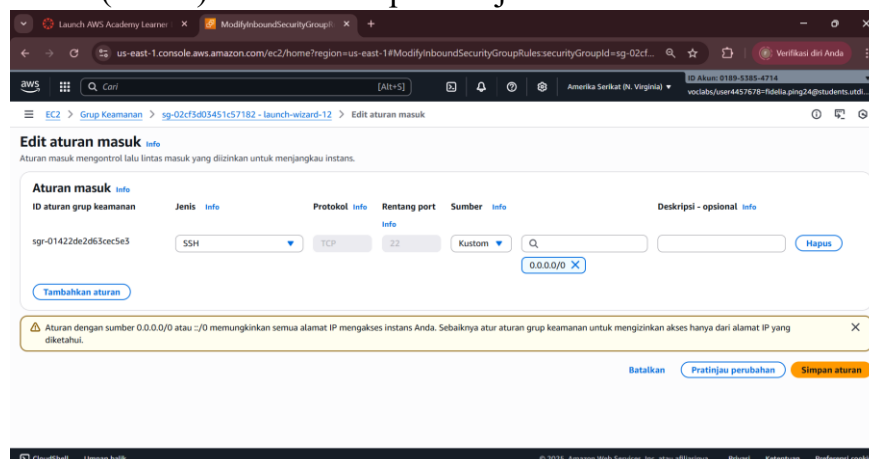 Launch AWS Academy Learner
ModifyInboundSecurityGroupR
us-east-1.console.aws.amazon.com/ec2/home?region=us-east-1#ModifyInboundSecurityGroupRules:securityGroupId=sg-02cf...
Verifikasi diri Anda
aws
Cari
[Alt+S]
Amerika Serikat (N. Virginia)
ID Akun: 0189-5385-4714
voclabs/user4457678=fidelia.ping24@students.utdi...
EC2 > Grup Keamanan > sg-02cf3d03451c57182 - launch-wizard-12 > Edit aturan masuk
Edit aturan masuk Info
Aturan masuk mengontrol lalu lintas masuk yang diizinkan untuk menjangkau instans.
Aturan masuk Info
ID aturan grup keamanan Jenis Info Protokol Info Rentang port Info Sumber Info Deskripsi - opsional Info
sgr-01422de2d63cec5e3 SSH TCP 22 Kustom Hapus
0.0.0.0/0
Tambahkan aturan
Aturan dengan sumber 0.0.0.0/0 atau ::/0 memungkinkan semua alamat IP mengakses instans Anda. Sebaiknya atur aturan grup keamanan untuk mengizinkan akses hanya dari alamat IP yang
diketahui.
Batalkan Pratinjau perubahan Simpan aturan